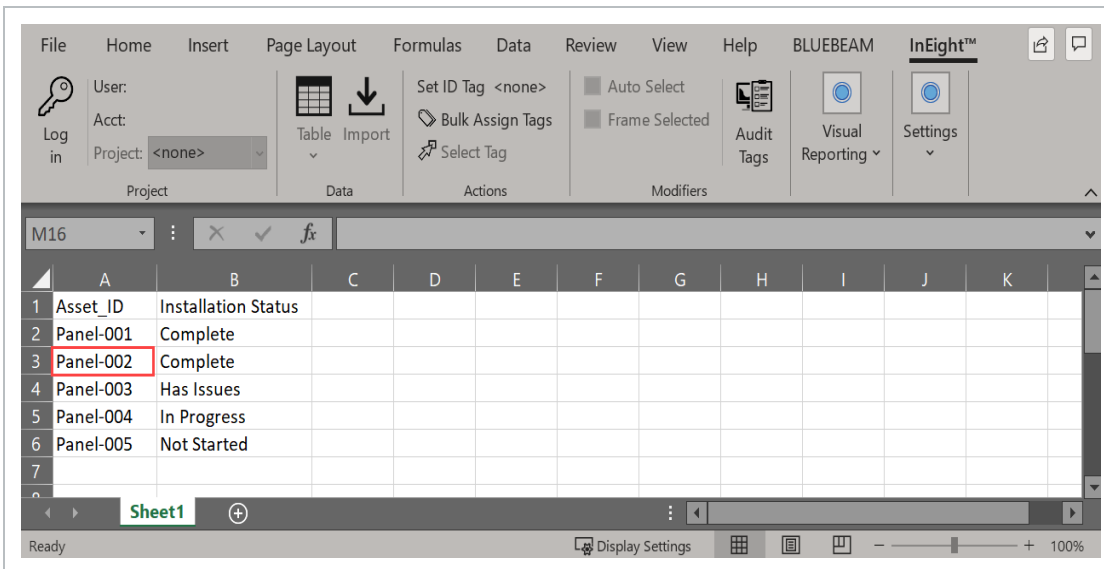 File Home Insert Page Layout Formulas Data Review View Help BLUEBEAM InEight™
Log in
User:
Acct:
Project: <none>
Project
Table Import
Data
Set ID Tag <none>
Bulk Assign Tags
Select Tag
Actions
Auto Select
Frame Selected
Modifiers
Audit Tags
Visual Reporting
Settings
M16 fx
A B C D E F G H I J K
1 Asset_ID Installation Status
2 Panel-001 Complete
3 Panel-002 Complete
4 Panel-003 Has Issues
5 Panel-004 In Progress
6 Panel-005 Not Started
7
Sheet1
Ready Display Settings 100%